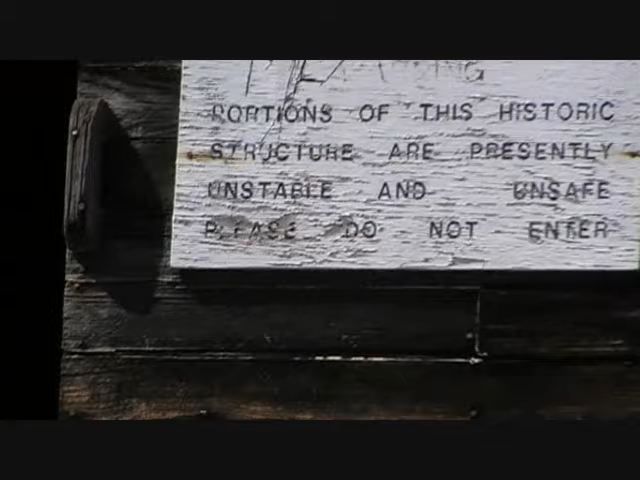 PORTIONS OF THIS HISTORIC
STRUCTURE ARE PRESENTLY
UNSTABLE AND UNSAFE
PLEASE DO NOT ENTER